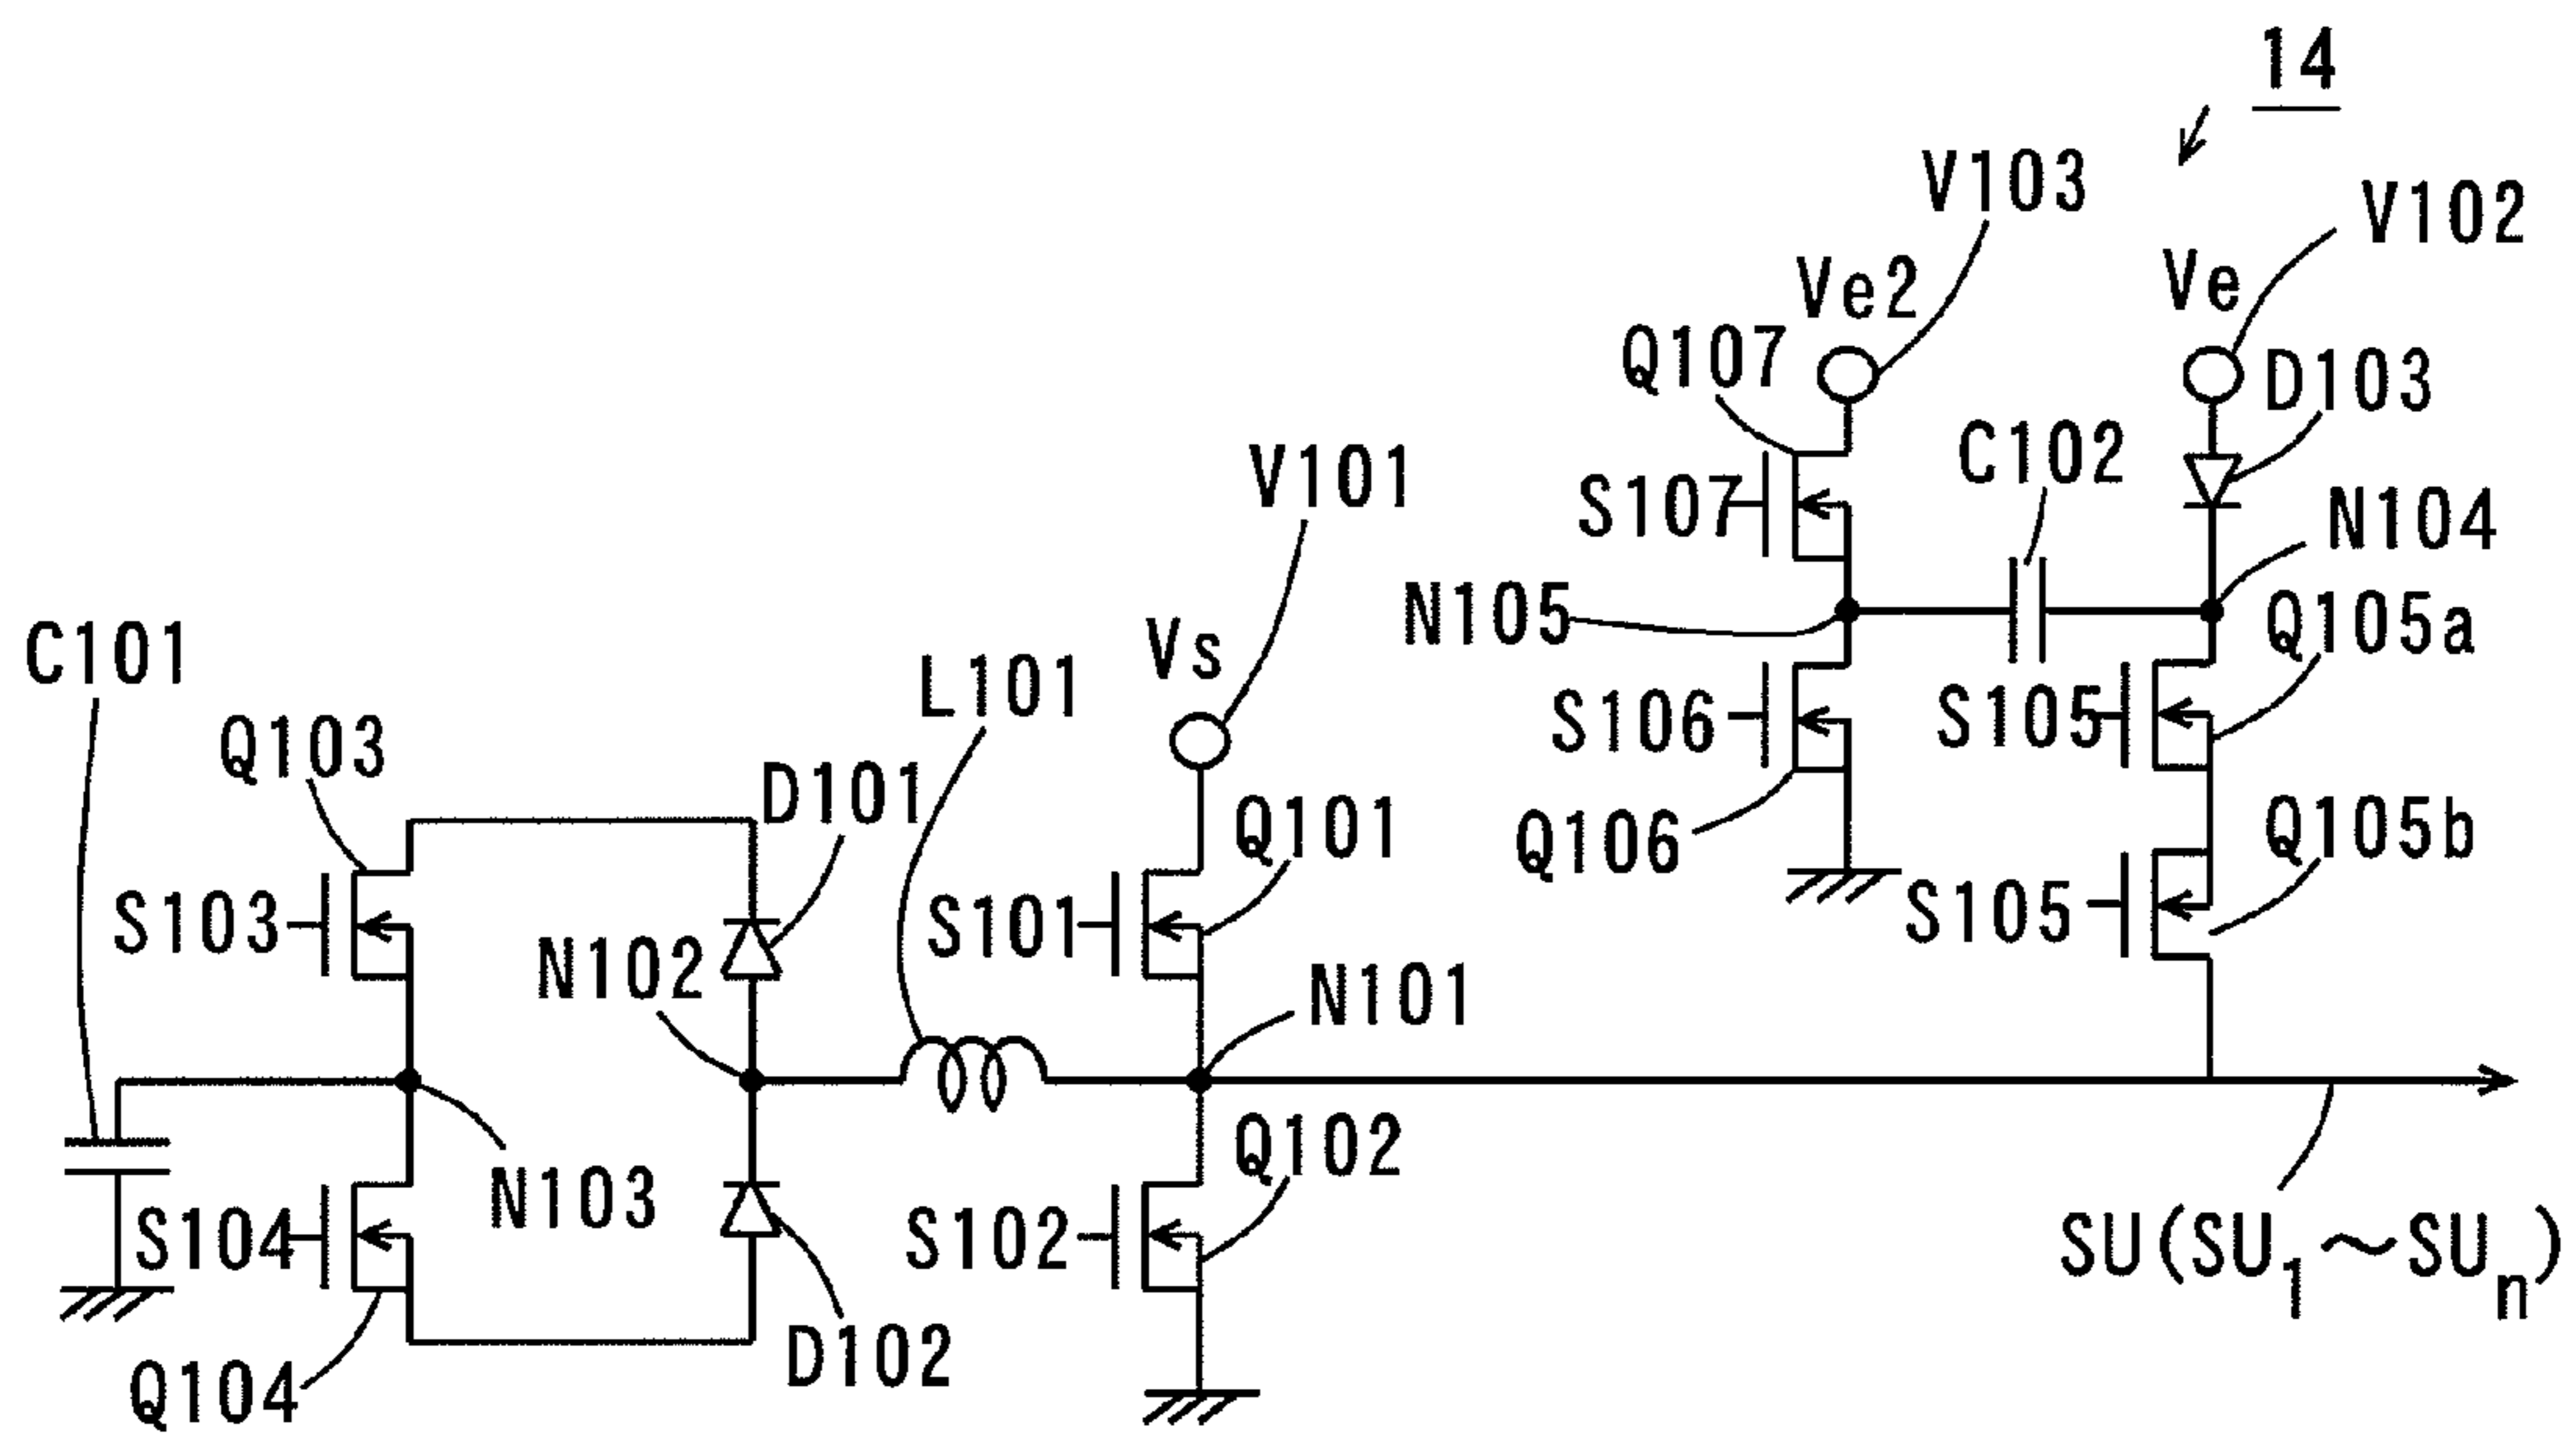 14
V103
V102
Ve2
Ve
Q107
D103
C102
V101
S107
N104
N105
Q105a
C101
L101
Vs
S106
S105
Q103
D101
Q101
Q106
Q105b
S103
N102
S101
S105
N101
Q102
N103
S104
S102
SU(SU1～SUn)
D102
Q104